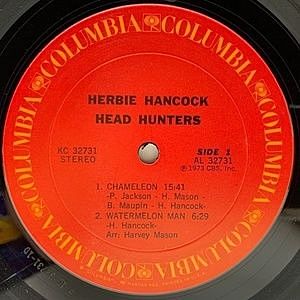 COLUMBIA COLUMBIA COLUMBIA COLUMBIA COLUMBIA COLUMBIA
HERBIE HANCOCK
HEAD HUNTERS
KC 32731
STEREO
SIDE 1
AL 32731
℗ 1973 CBS, Inc.
1. CHAMELEON 15:41
-P. Jackson - H. Mason -
B. Maupin - H. Hancock-
2. WATERMELON MAN 6:29
-H. Hancock-
Arr: Harvey Mason